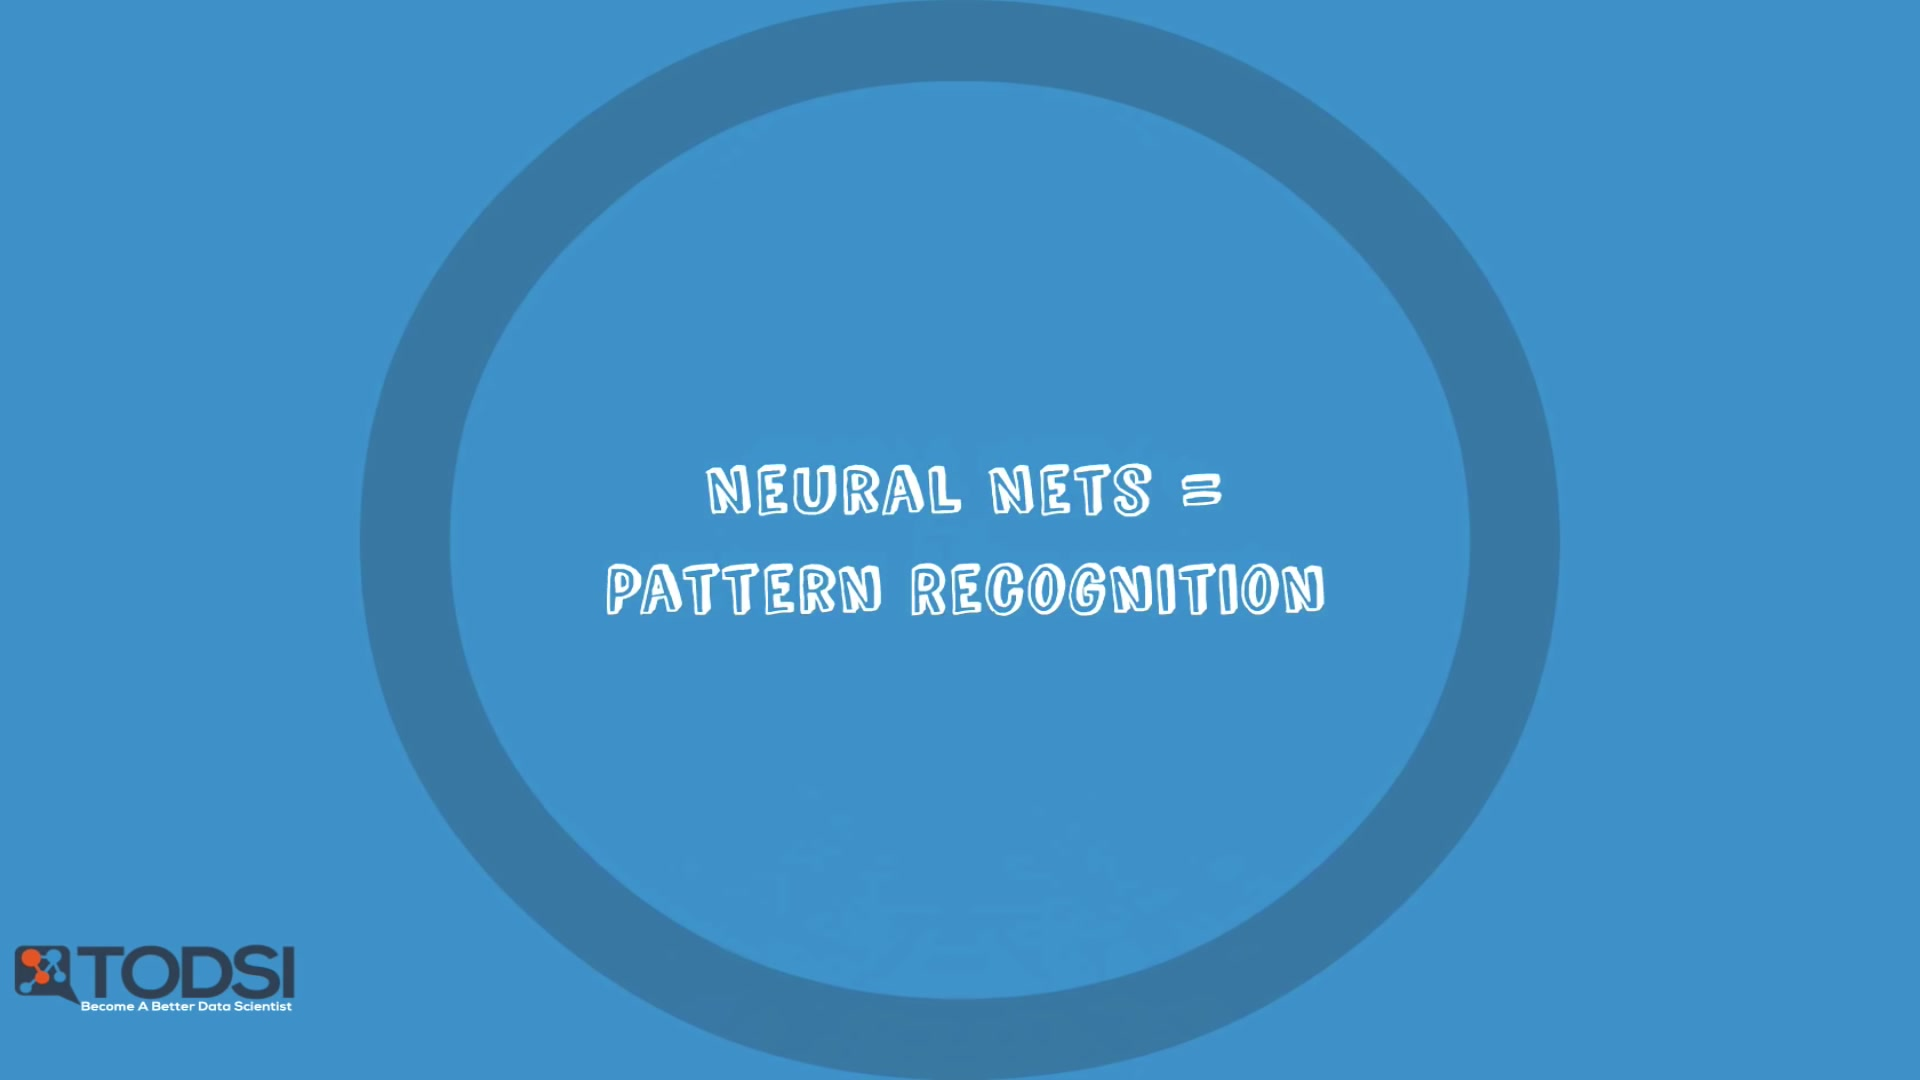 NEURAL NETS =
PATTERN RECOGNITION
TODSI
Become A Better Data Scientist